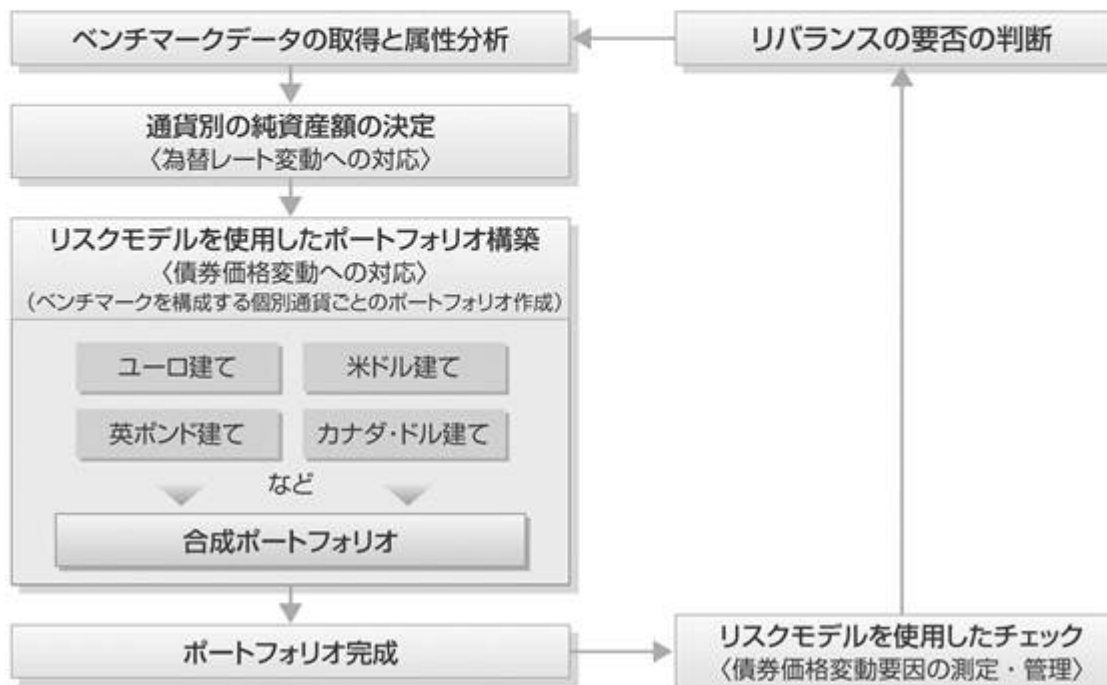 ベンチマークデータの取得と属性分析
リバランスの要否の判断
通貨別の純資産額の決定
〈為替レート変動への対応〉
リスクモデルを使用したポートフォリオ構築
〈債券価格変動への対応〉
(ベンチマークを構成する個別通貨ごとのポートフォリオ作成)
ユーロ建て
米ドル建て
英ポンド建て
カナダ・ドル建て
など
合成ポートフォリオ
ポートフォリオ完成
リスクモデルを使用したチェック
〈債券価格変動要因の測定・管理〉